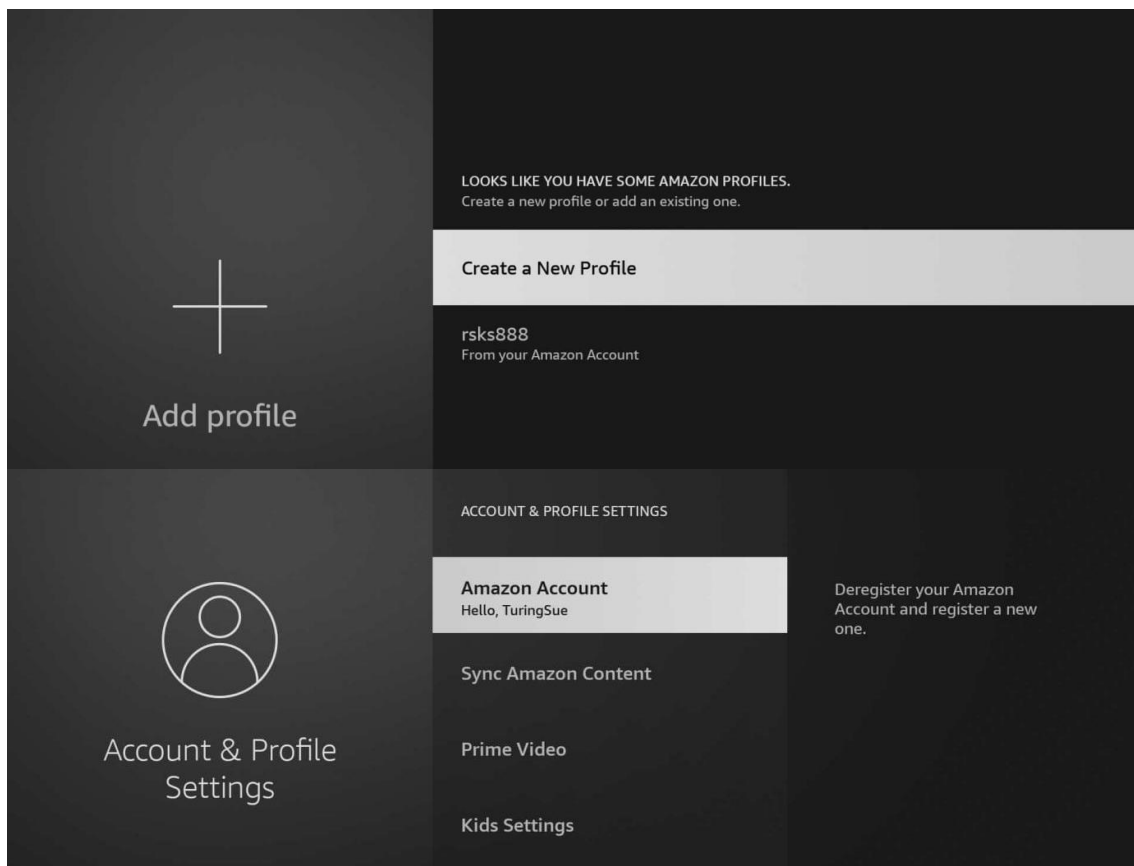 LOOKS LIKE YOU HAVE SOME AMAZON PROFILES.
Create a new profile or add an existing one.
Create a New Profile
rsks888
From your Amazon Account
Add profile
ACCOUNT & PROFILE SETTINGS
Amazon Account
Hello, TuringSue
Sync Amazon Content
Prime Video
Kids Settings
Deregister your Amazon
Account and register a new
one.
Account & Profile
Settings